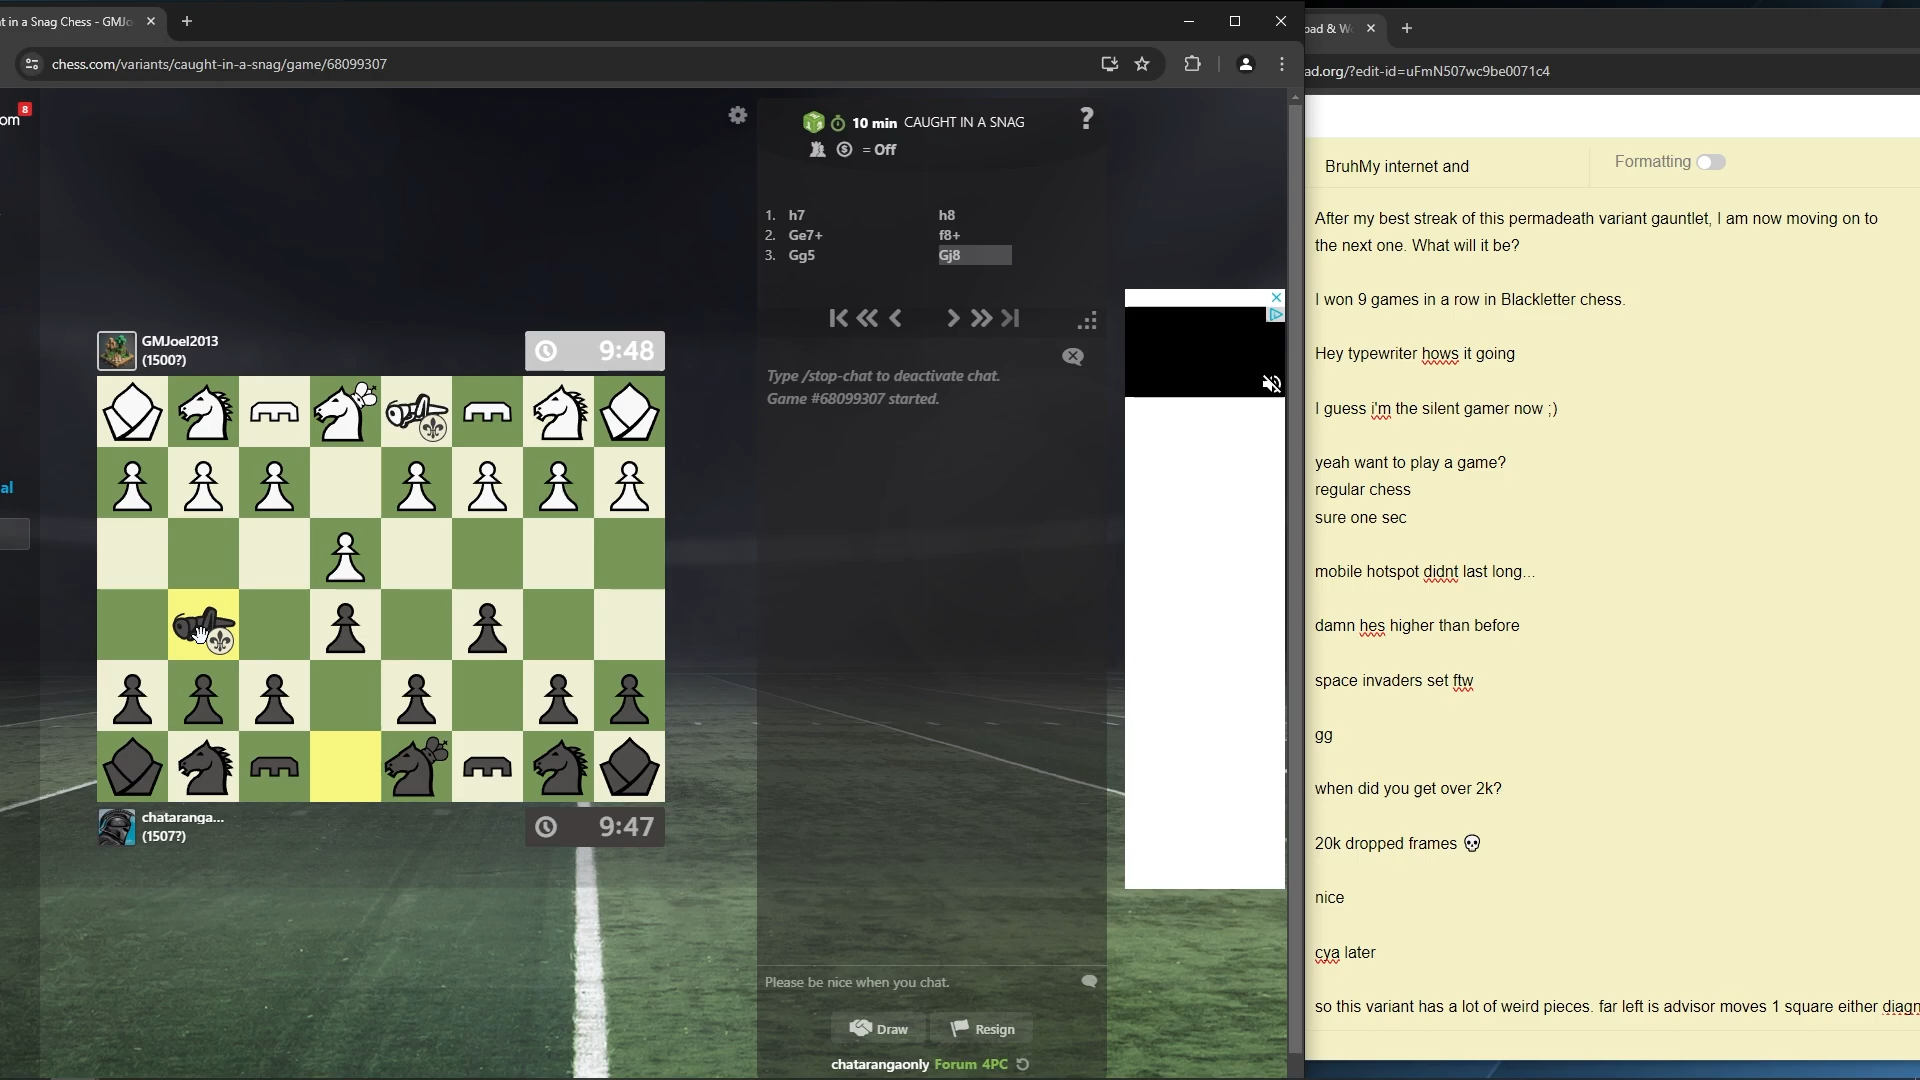 t in a Snag Chess - GMJo
chess.com/variants/caught-in-a-snag/game/68099307
om
8
al
10 min CAUGHT IN A SNAG
?
= Off
1. h7 h8
2. Ge7+ f8+
3. Gg5 Gj8
Type /stop-chat to deactivate chat.
Game #68099307 started.
GMJoel2013
(1500?)
9:48
chataranga...
(1507?)
9:47
Please be nice when you chat.
Draw
Resign
chatarangaonly Forum 4PC
oad & W
ad.org/?edit-id=uFmN507wc9be0071c4
BruhMy internet and
Formatting
After my best streak of this permadeath variant gauntlet, I am now moving on to
the next one. What will it be?
I won 9 games in a row in Blackletter chess.
Hey typewriter hows it going
I guess i'm the silent gamer now ;)
yeah want to play a game?
regular chess
sure one sec
mobile hotspot didnt last long...
damn hes higher than before
space invaders set ftw
gg
when did you get over 2k?
20k dropped frames 💀
nice
cya later
so this variant has a lot of weird pieces. far left is advisor moves 1 square either diagn